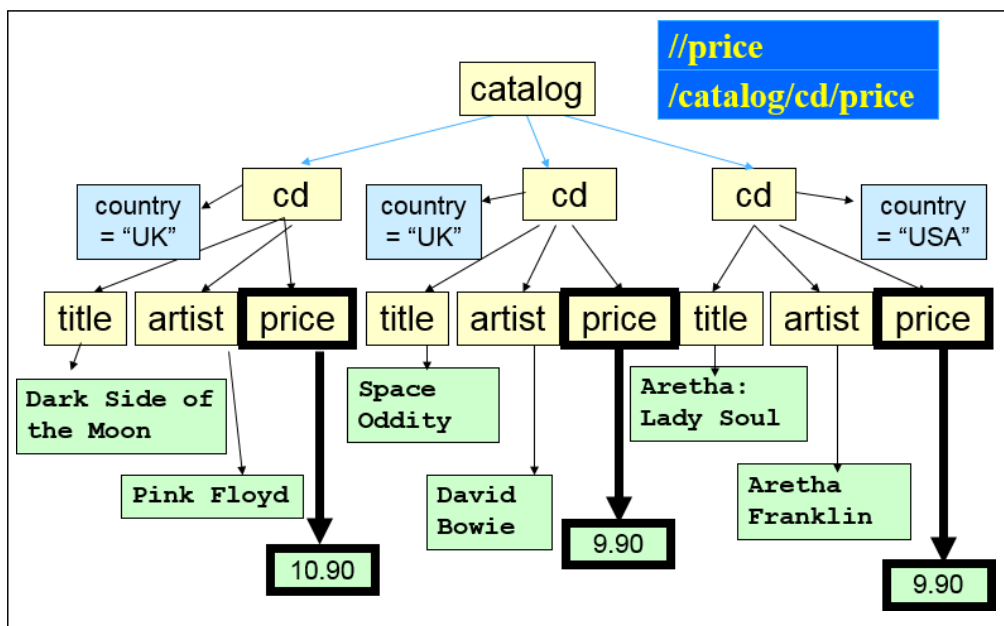 //price
/catalog/cd/price
catalog
country
= “UK”
cd
country
= “UK”
cd
cd
country
= “USA”
title
artist
price
title
artist
price
title
artist
price
Dark Side of
the Moon
Pink Floyd
10.90
Space
Oddity
David
Bowie
9.90
Aretha:
Lady Soul
Aretha
Franklin
9.90